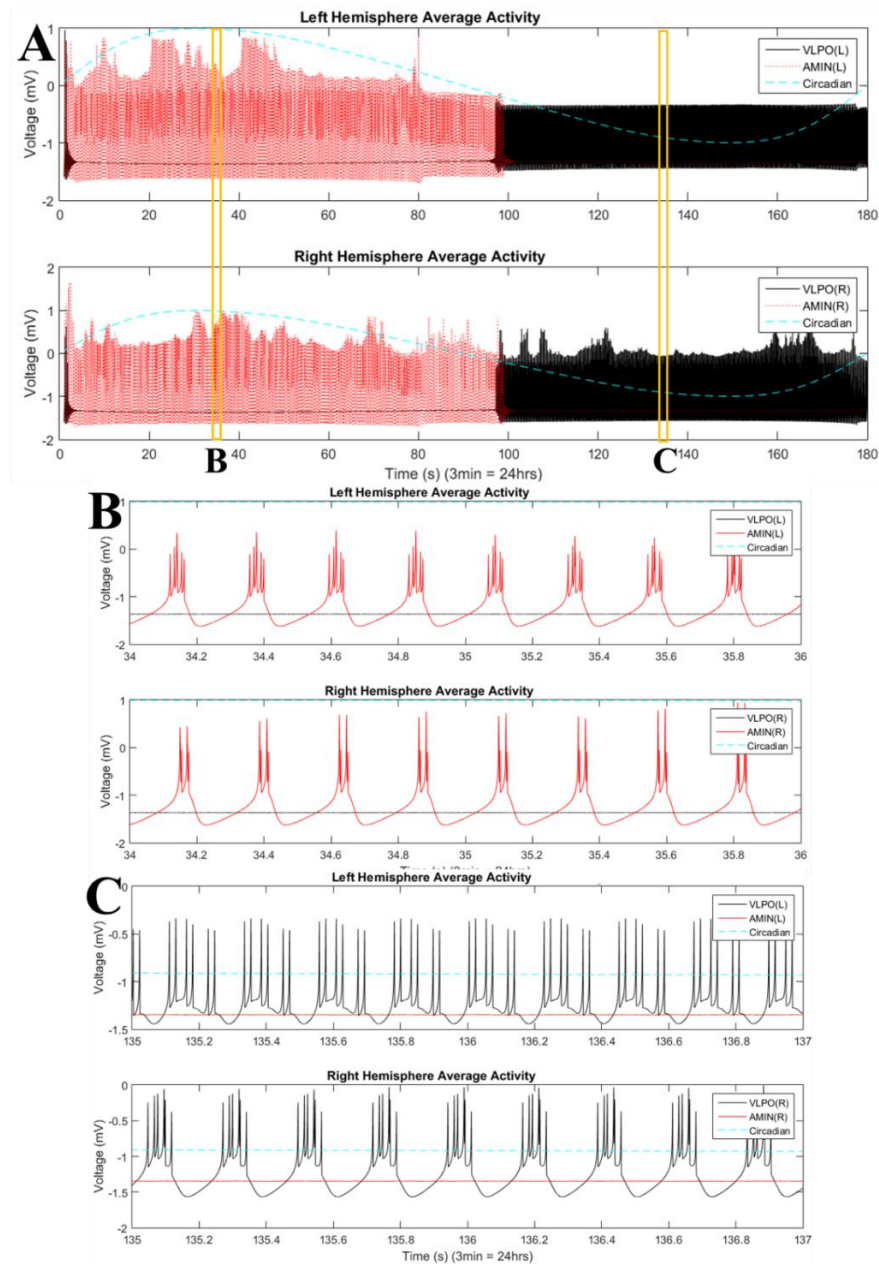 A
Left Hemisphere Average Activity
VLPO(L)
AMIN(L)
Circadian
Voltage (mV)
1
0
-1
-2
0 20 40 60 80 100 120 140 160 180
Right Hemisphere Average Activity
VLPO(R)
AMIN(R)
Circadian
Voltage (mV)
2
1
0
-1
-2
0 20 40 60 80 100 120 140 160 180
B C
Time (s) (3min = 24hrs)
B
Left Hemisphere Average Activity
VLPO(L)
AMIN(L)
Circadian
Voltage (mV)
1
0
-1
-2
34 34.2 34.4 34.6 34.8 35 35.2 35.4 35.6 35.8 36
Right Hemisphere Average Activity
VLPO(R)
AMIN(R)
Circadian
Voltage (mV)
1
0
-1
-2
34 34.2 34.4 34.6 34.8 35 35.2 35.4 35.6 35.8 36
Time (s) (3min = 24hrs)
C
Left Hemisphere Average Activity
VLPO(L)
AMIN(L)
Circadian
Voltage (mV)
0
-0.5
-1
-1.5
135 135.2 135.4 135.6 135.8 136 136.2 136.4 136.6 136.8 137
Right Hemisphere Average Activity
VLPO(R)
AMIN(R)
Circadian
Voltage (mV)
0
-0.5
-1
-1.5
-2
135 135.2 135.4 135.6 135.8 136 136.2 136.4 136.6 136.8 137
Time (s) (3min = 24hrs)